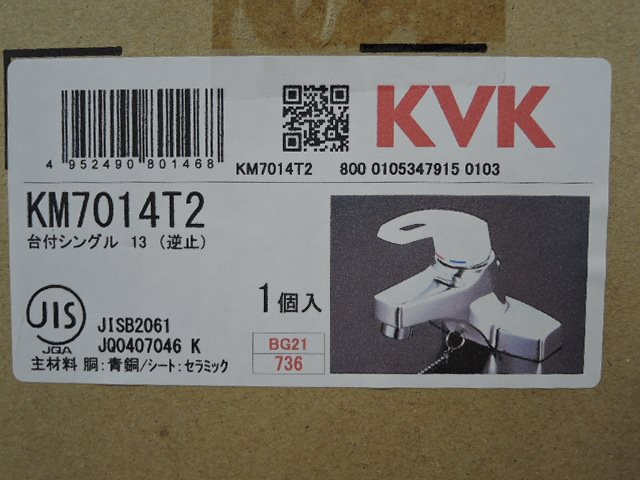 KVK
4 952490 801468
KM7014T2 800 0105347915 0103
KM7014T2
台付シングル 13 (逆止)
1個入
JIS
JQA
JISB2061
JQ0407046 K
BG21
736
主材料 胴:青銅/シート:セラミック